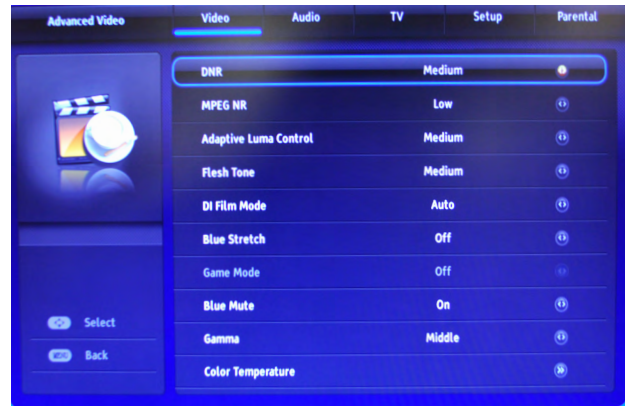 Advanced Video Video Audio TV Setup Parental
DNR Medium
MPEG NR Low
Adaptive Luma Control Medium
Flesh Tone Medium
DI Film Mode Auto
Blue Stretch Off
Game Mode Off
Blue Mute On
Gamma Middle
Color Temperature
Select
Back